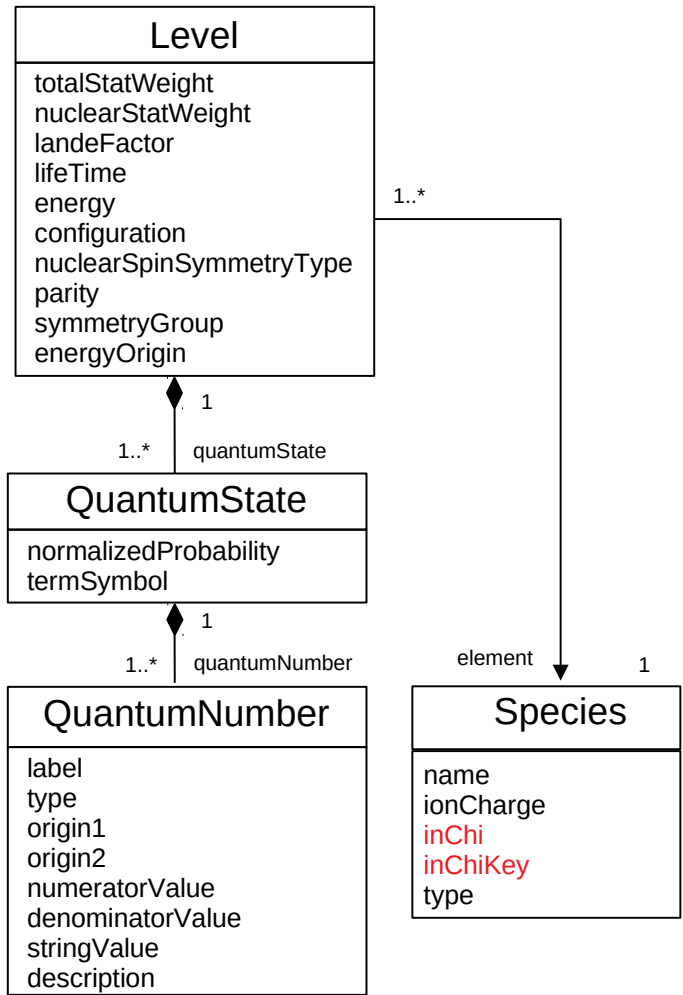 Level
totalStatWeight
nuclearStatWeight
landeFactor
lifeTime
energy
configuration
nuclearSpinSymmetryType
parity
symmetryGroup
energyOrigin
1..*
1
1..* quantumState
QuantumState
normalizedProbability
termSymbol
1
1..* quantumNumber
element 1
QuantumNumber
label
type
origin1
origin2
numeratorValue
denominatorValue
stringValue
description
Species
name
ionCharge
inChi
inChiKey
type